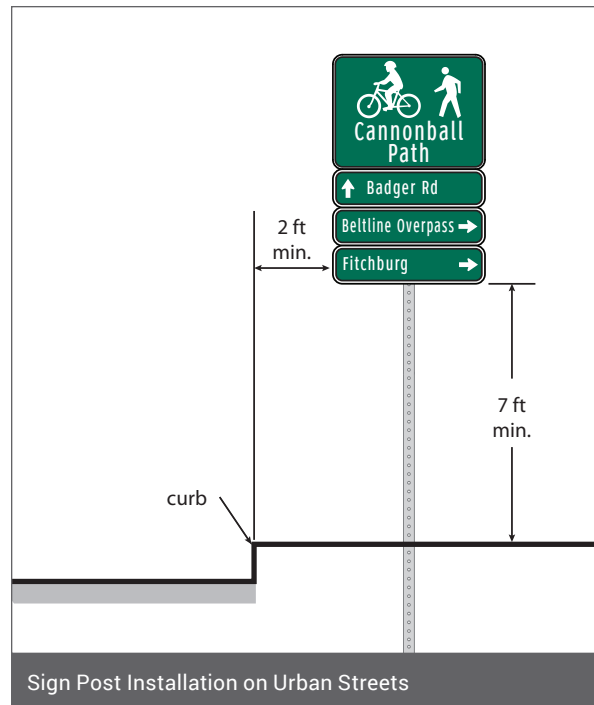 Cannonball
Path
Badger Rd
Beltline Overpass
Fitchburg
2 ft
min.
7 ft
min.
curb
Sign Post Installation on Urban Streets